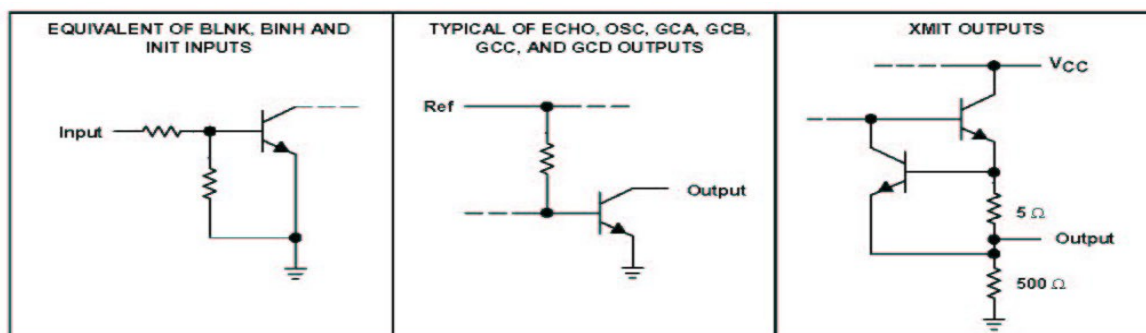 EQUIVALENT OF BLNK, BINH AND
INIT INPUTS
Input
TYPICAL OF ECHO, OSC, GCA, GCB,
GCC, AND GCD OUTPUTS
Ref
Output
XMIT OUTPUTS
VCC
5 Ω
Output
500 Ω